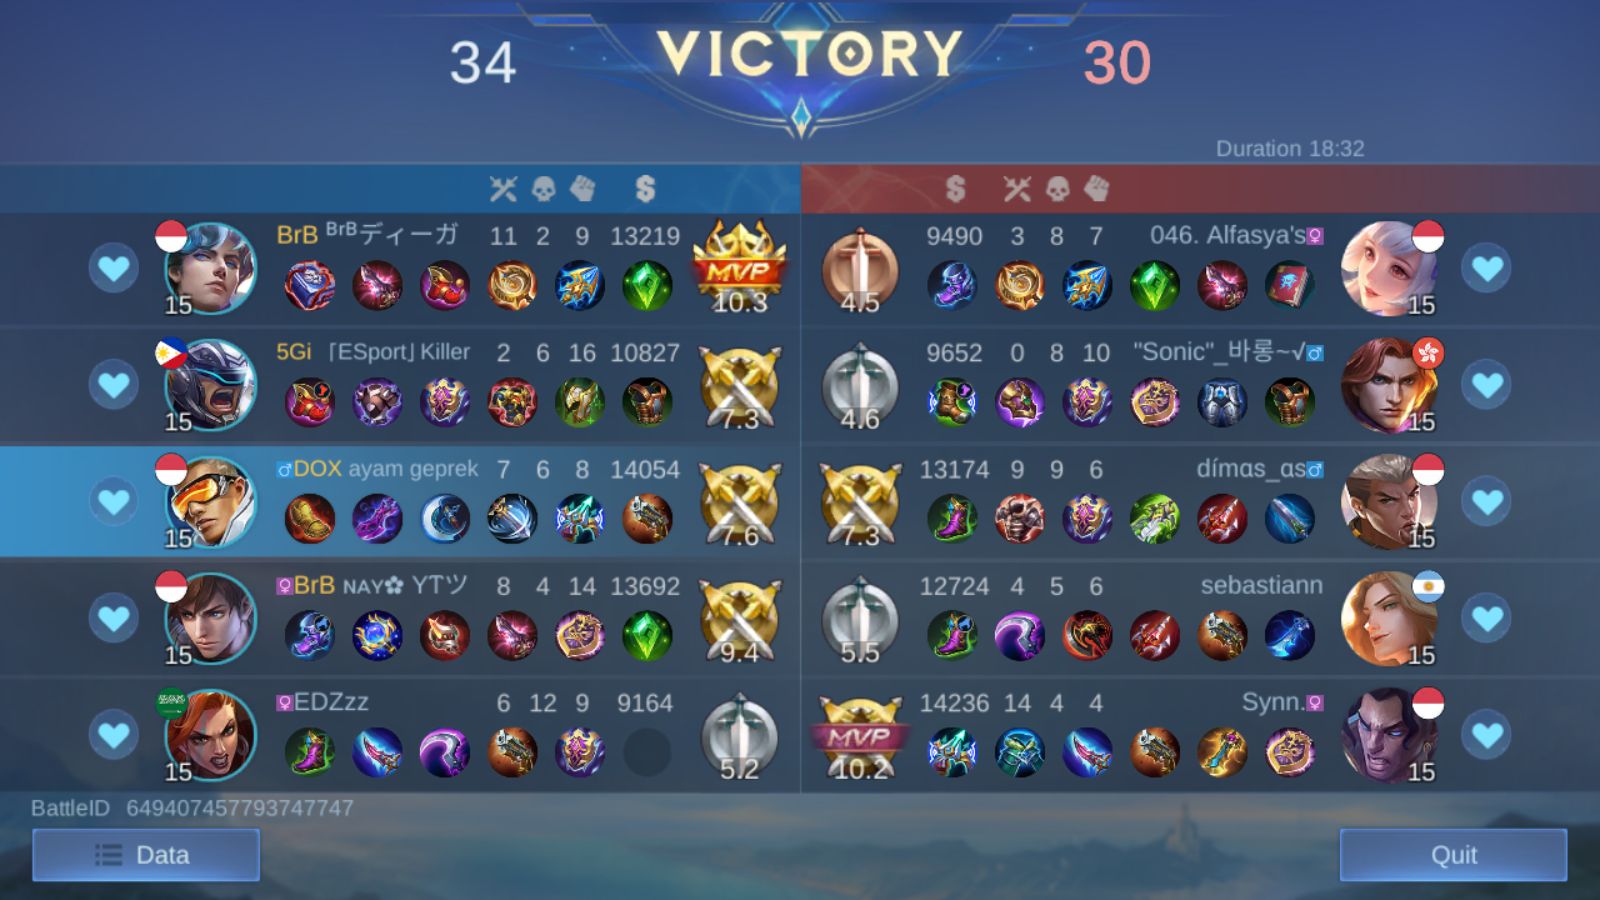 34 VICTORY 30
Duration 18:32
BrB BrBディーガ 11 2 9 13219 MVP 10.3
15
4.5 9490 3 8 7 046. Alfasya's♀
15
5Gi 「ESport」Killer 2 6 16 10827 7.3
15
4.6 9652 0 8 10 "Sonic"_바롱~√♂
15
♂DOX ayam geprek 7 6 8 14054 7.6
15
7.3 13174 9 9 6 dímɑs_ɑs♂
15
♀BrB ɴᴀʏ✿ YTツ 8 4 14 13692 9.4
15
5.5 12724 4 5 6 sebastiann
15
♀EDZzz 6 12 9 9164 5.2
15
MVP 10.2 14236 14 4 4 Synn.♀
15
BattleID 649407457793747747
Data
Quit